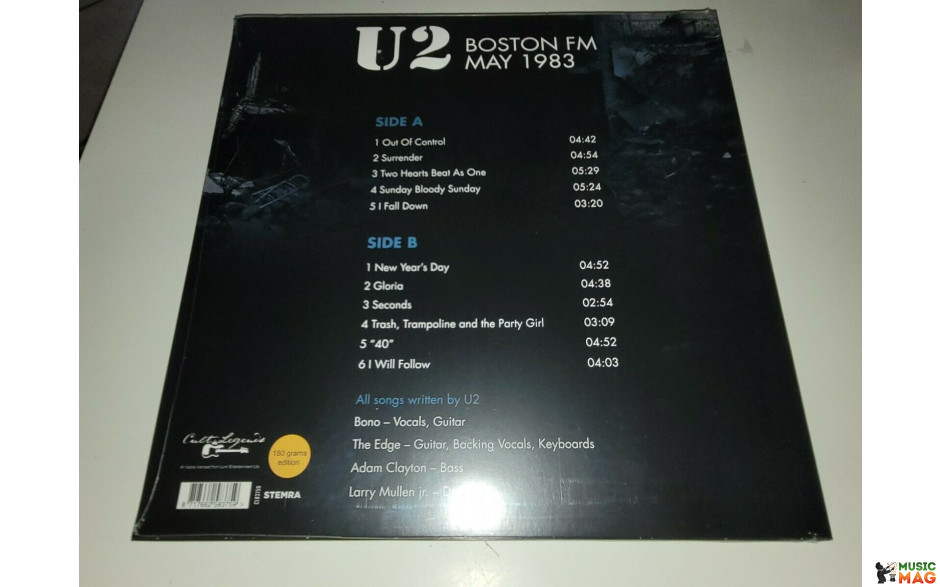 U2 BOSTON FM
MAY 1983
SIDE A
1 Out Of Control 04:42
2 Surrender 04:54
3 Two Hearts Beat As One 05:29
4 Sunday Bloody Sunday 05:24
5 I Fall Down 03:20
SIDE B
1 New Year's Day 04:52
2 Gloria 04:38
3 Seconds 02:54
4 Trash, Trampoline and the Party Girl 03:09
5 "40" 04:52
6 I Will Follow 04:03
All songs written by U2
Bono – Vocals, Guitar
The Edge – Guitar, Backing Vocals, Keyboards
Adam Clayton – Bass
Larry Mullen jr. –
Cult Legends
180 grams
edition
STEMRA
MUSIC
MAG